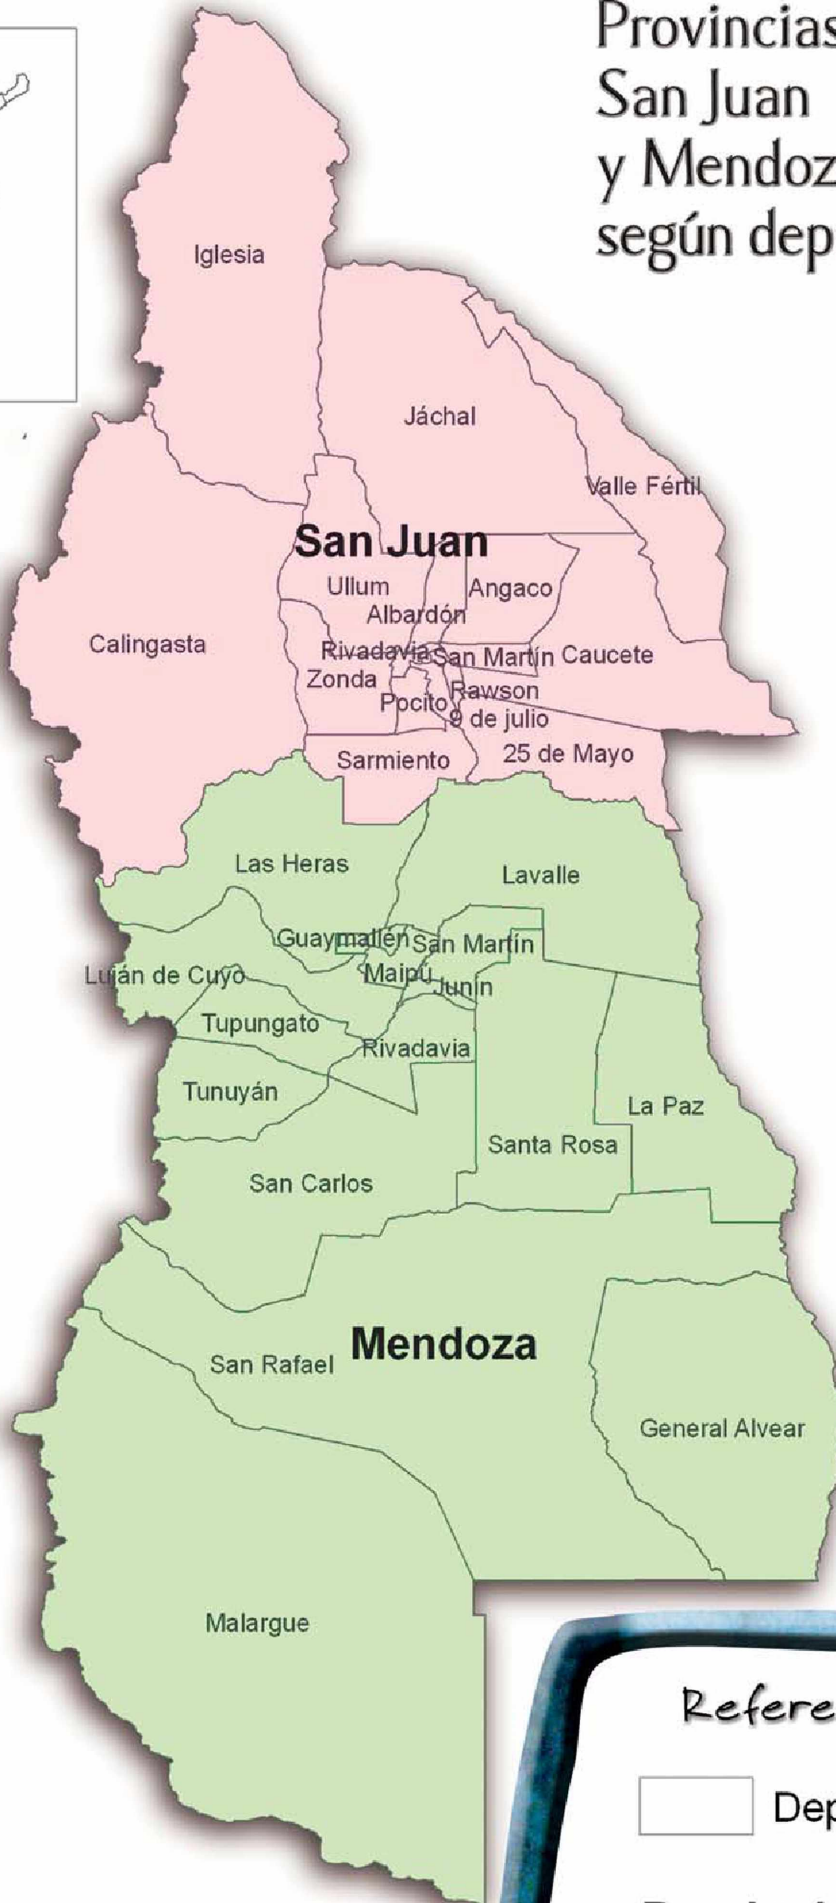 Provincias
San Juan
y Mendoz
según dep
Iglesia
Jáchal
Valle Fértil
San Juan
Ullum
Angaco
Albardón
Calingasta
Rivadavia
San Martín
Caucete
Zonda
Rawson
Pocito
9 de julio
Sarmiento
25 de Mayo
Las Heras
Lavalle
Guaymallén
San Martín
Luján de Cuyo
Maipú
Junín
Tupungato
Rivadavia
Tunuyán
La Paz
Santa Rosa
San Carlos
Mendoza
San Rafael
General Alvear
Malargue
Refere
Dep